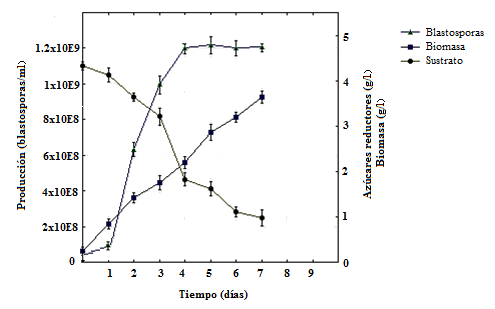 Blastosporas
Biomasa
Sustrato
Producción (blastosporas/ml)
1.2x10E9
1x10E9
8x10E8
6x10E8
4x10E8
2x10E8
0
5
4
3
2
1
0
Azúcares reductores (g/l)
Biomasa (g/l)
1 2 3 4 5 6 7 8 9
Tiempo (días)